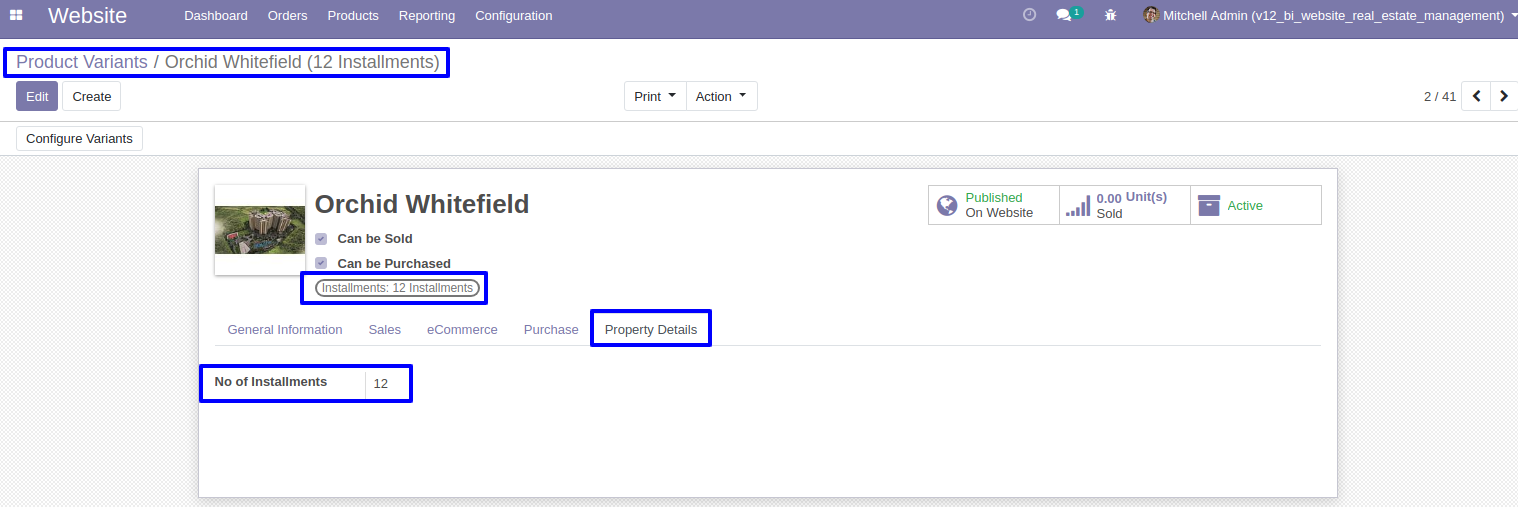 Website Dashboard Orders Products Reporting Configuration 1 Mitchell Admin (v12_bi_website_real_estate_management)
Product Variants / Orchid Whitefield (12 Installments)
Edit Create Print Action 2 / 41
Configure Variants
Orchid Whitefield
Published
On Website
0.00 Unit(s)
Sold
Active
Can be Sold
Can be Purchased
Installments: 12 Installments
General Information Sales eCommerce Purchase Property Details
No of Installments 12